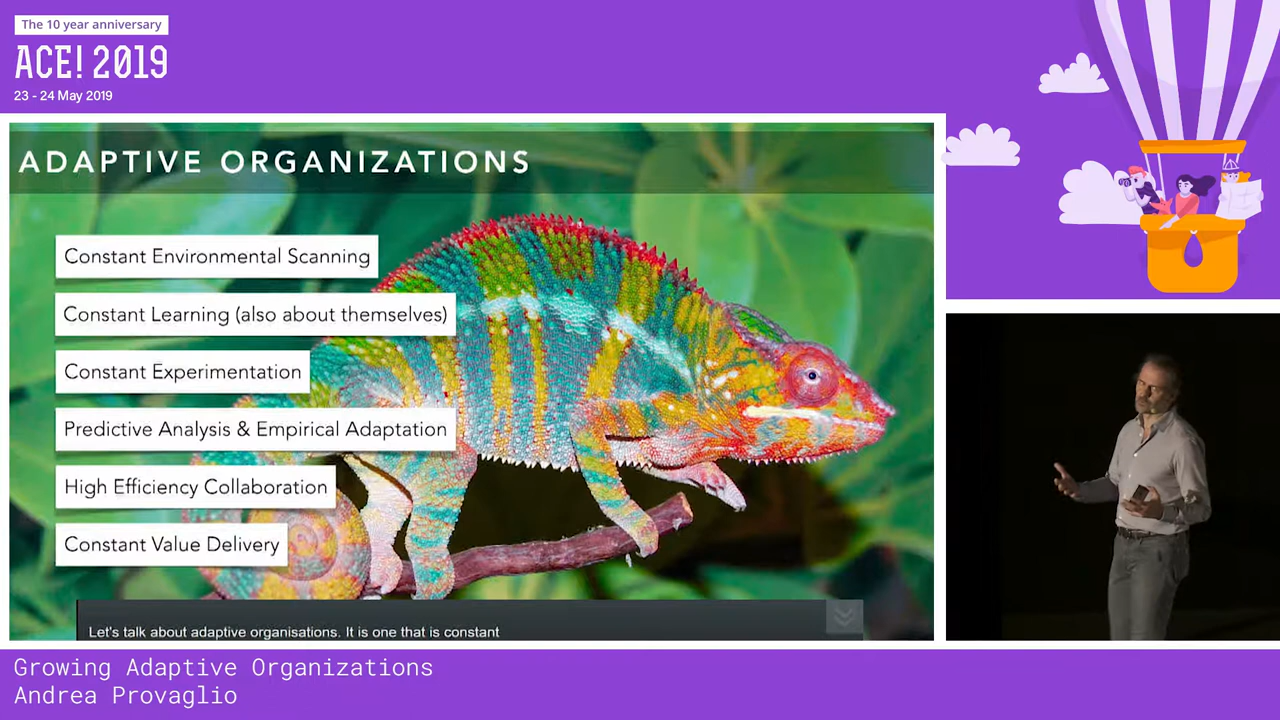 The 10 year anniversary
ACE! 2019
23 - 24 May 2019
ADAPTIVE ORGANIZATIONS
Constant Environmental Scanning
Constant Learning (also about themselves)
Constant Experimentation
Predictive Analysis & Empirical Adaptation
High Efficiency Collaboration
Constant Value Delivery
Let's talk about adaptive organisations. It is one that is constant
Growing Adaptive Organizations
Andrea Provaglio